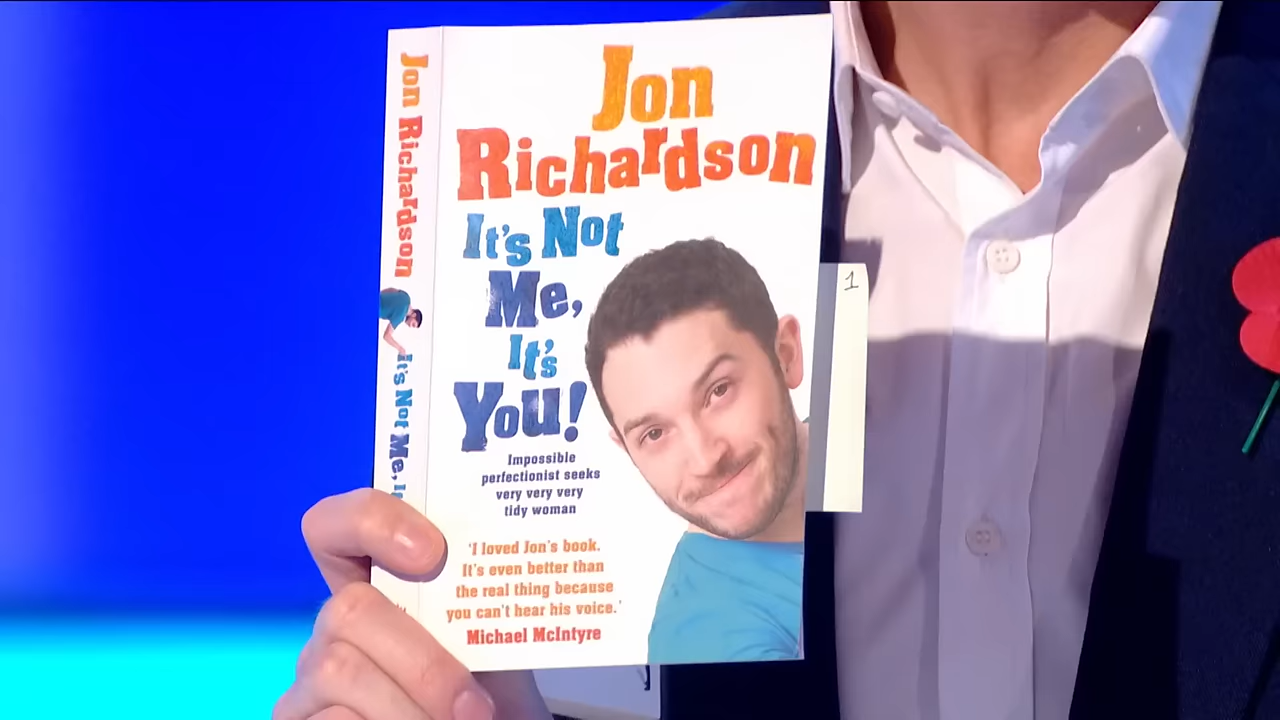 Jon
Richardson
It's Not
Me,
It's
You!
Impossible
perfectionist seeks
very very very
tidy woman
'I loved Jon's book.
It's even better than
the real thing because
you can't hear his voice.'
Michael McIntyre
Jon Richardson
It's Not Me,
1